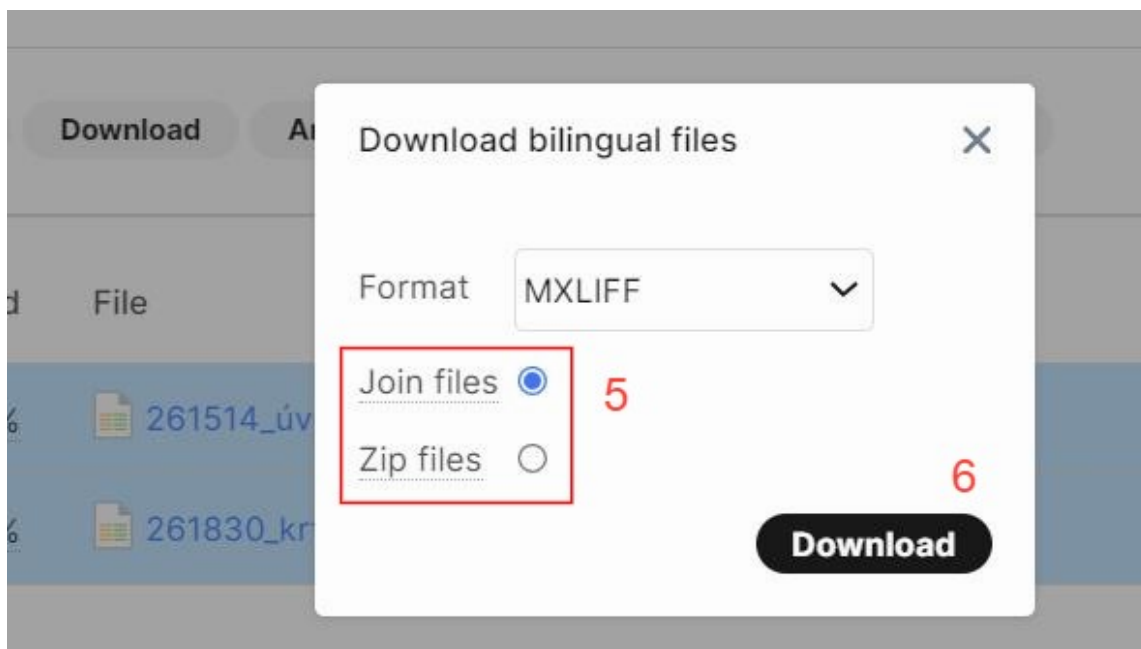 Download
Download bilingual files
Format MXLIFF
File
Join files
5
261514_úv
Zip files
6
261830_kr
Download